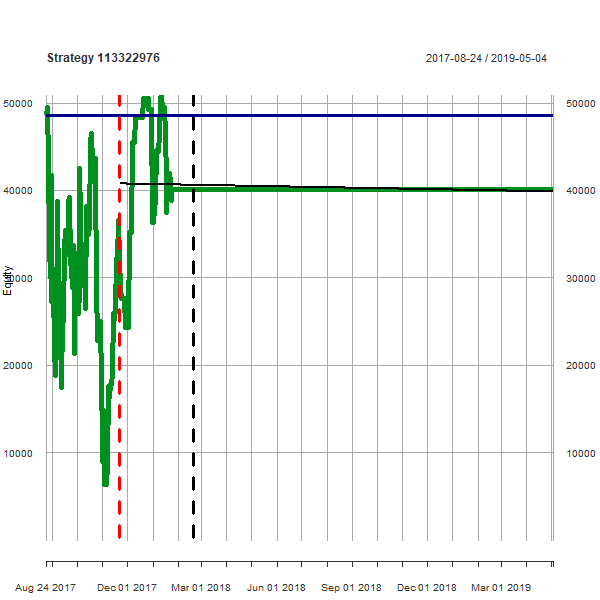 Strategy 113322976
2017-08-24 / 2019-05-04
50000 50000
40000 40000
30000 30000
Equity
20000 20000
10000 10000
Aug 24 2017 Dec 01 2017 Mar 01 2018 Jun 01 2018 Sep 01 2018 Dec 01 2018 Mar 01 2019